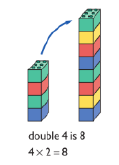 double 4 is 8
4 × 2 = 8